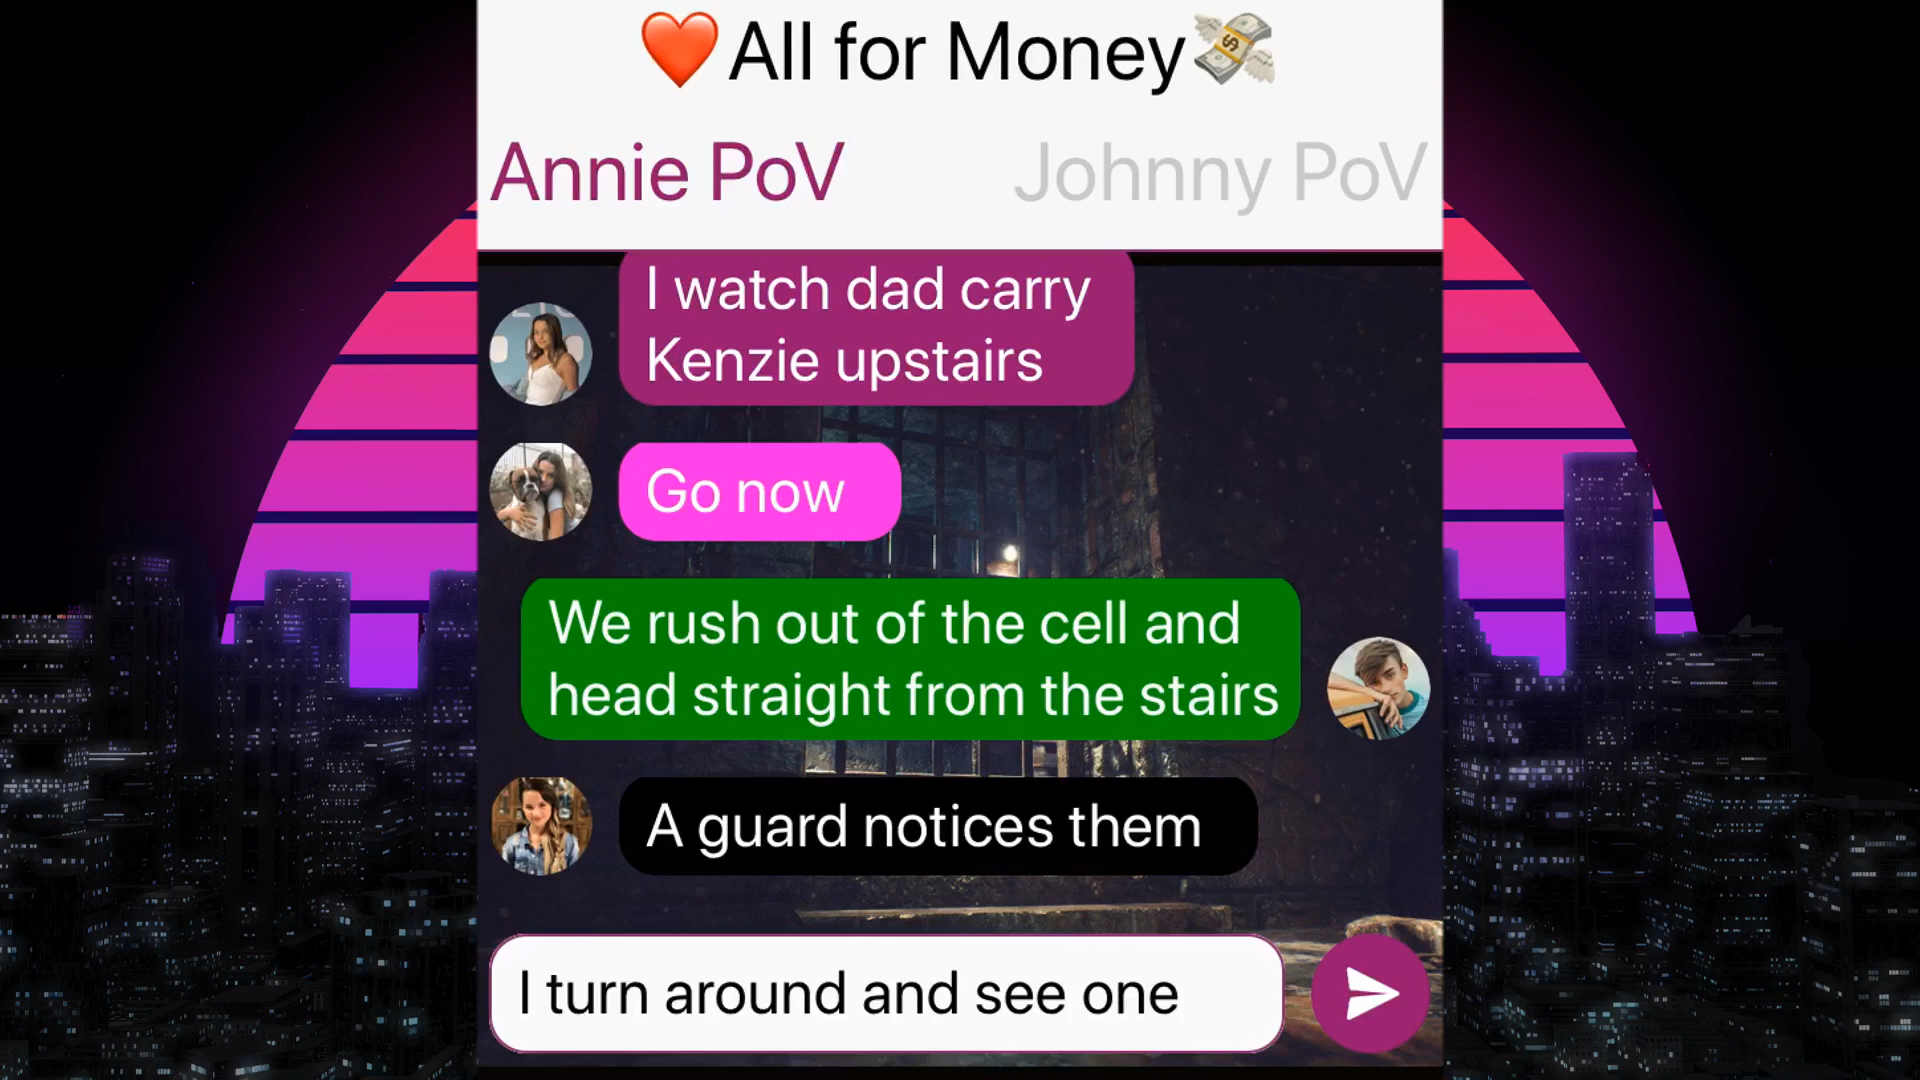 ❤️All for Money💸
Annie PoV
Johnny PoV
I watch dad carry
Kenzie upstairs
Go now
We rush out of the cell and
head straight from the stairs
A guard notices them
I turn around and see one